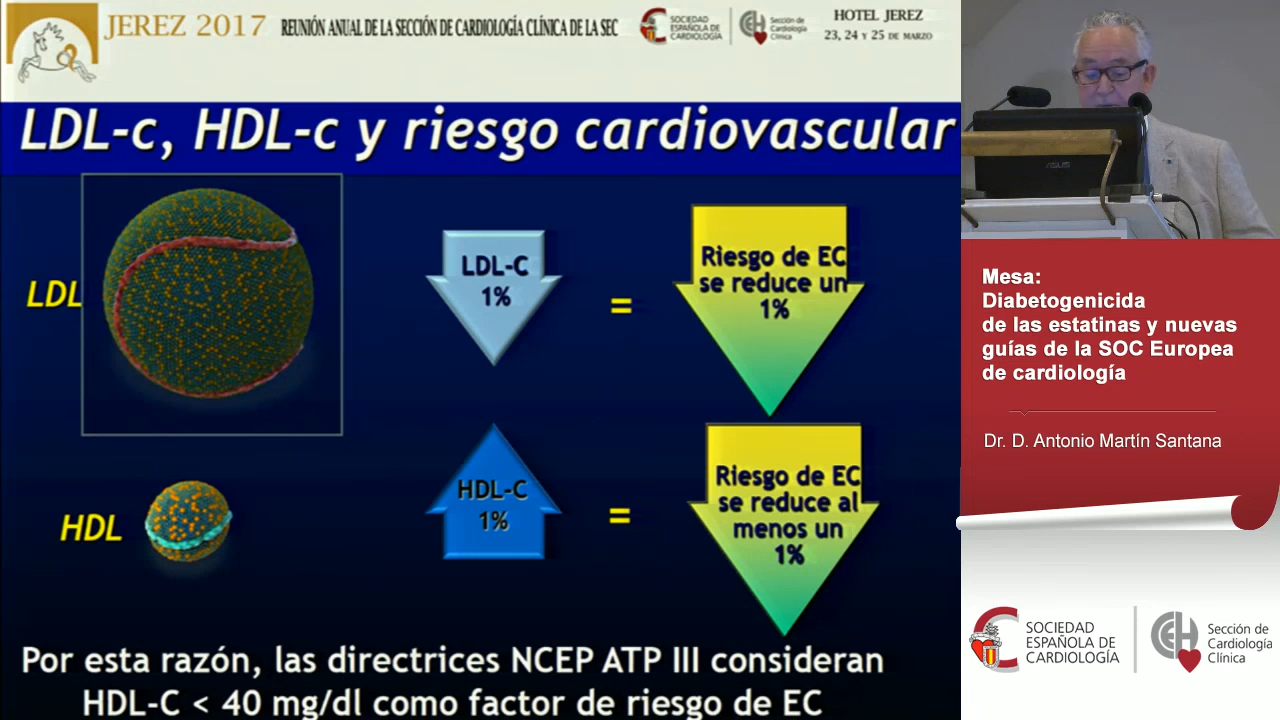 JEREZ 2017
REUNIÓN ANUAL DE LA SECCIÓN DE CARDIOLOGÍA CLÍNICA DE LA SEC
SOCIEDAD
ESPAÑOLA DE
CARDIOLOGÍA
Sección de
Cardiología
Clínica
HOTEL JEREZ
23, 24 Y 25 DE MARZO
LDL-c, HDL-c y riesgo cardiovascular
LDL
LDL-C
1%
=
Riesgo de EC
se reduce un
1%
HDL
HDL-C
1%
=
Riesgo de EC
se reduce al
menos un
1%
Por esta razón, las directrices NCEP ATP III consideran
HDL-C < 40 mg/dl como factor de riesgo de EC
ASUS
Mesa:
Diabetogenicida
de las estatinas y nuevas
guías de la SOC Europea
de cardiología
Dr. D. Antonio Martín Santana
SOCIEDAD
ESPAÑOLA DE
CARDIOLOGÍA
Sección de
Cardiología
Clínica